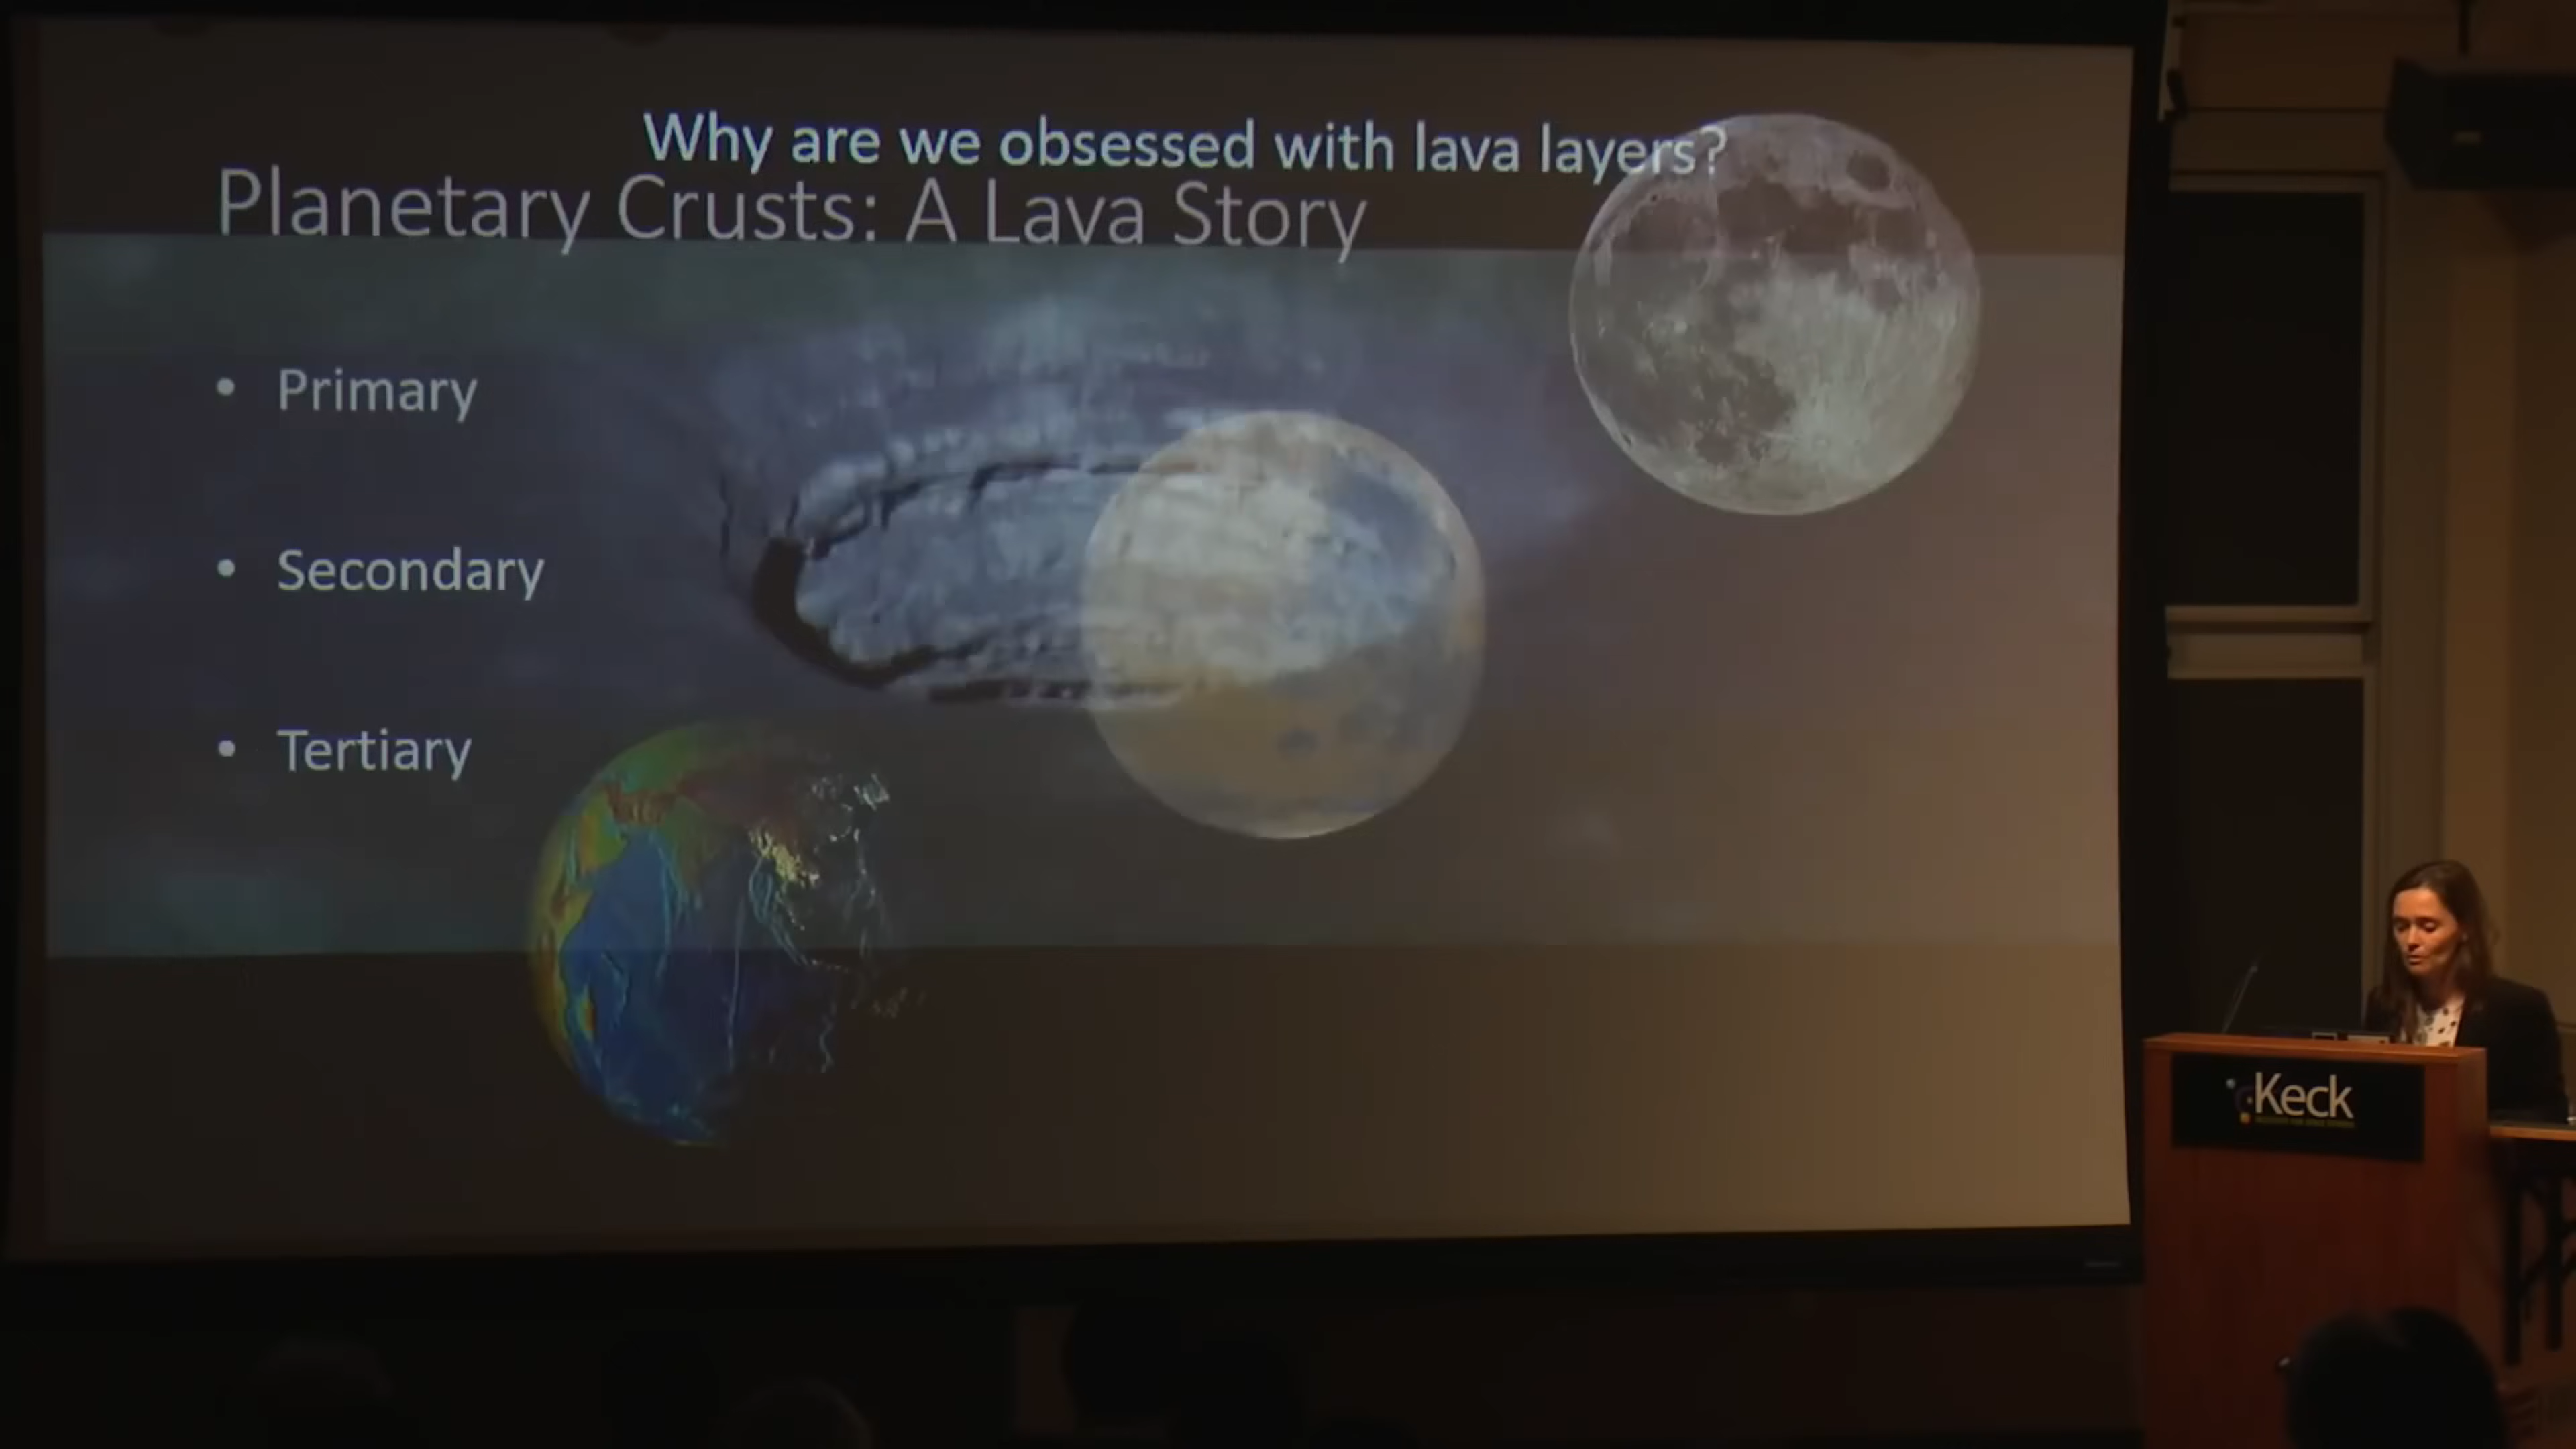 Why are we obsessed with lava layers?
Planetary Crusts: A Lava Story
• Primary
• Secondary
• Tertiary
Keck